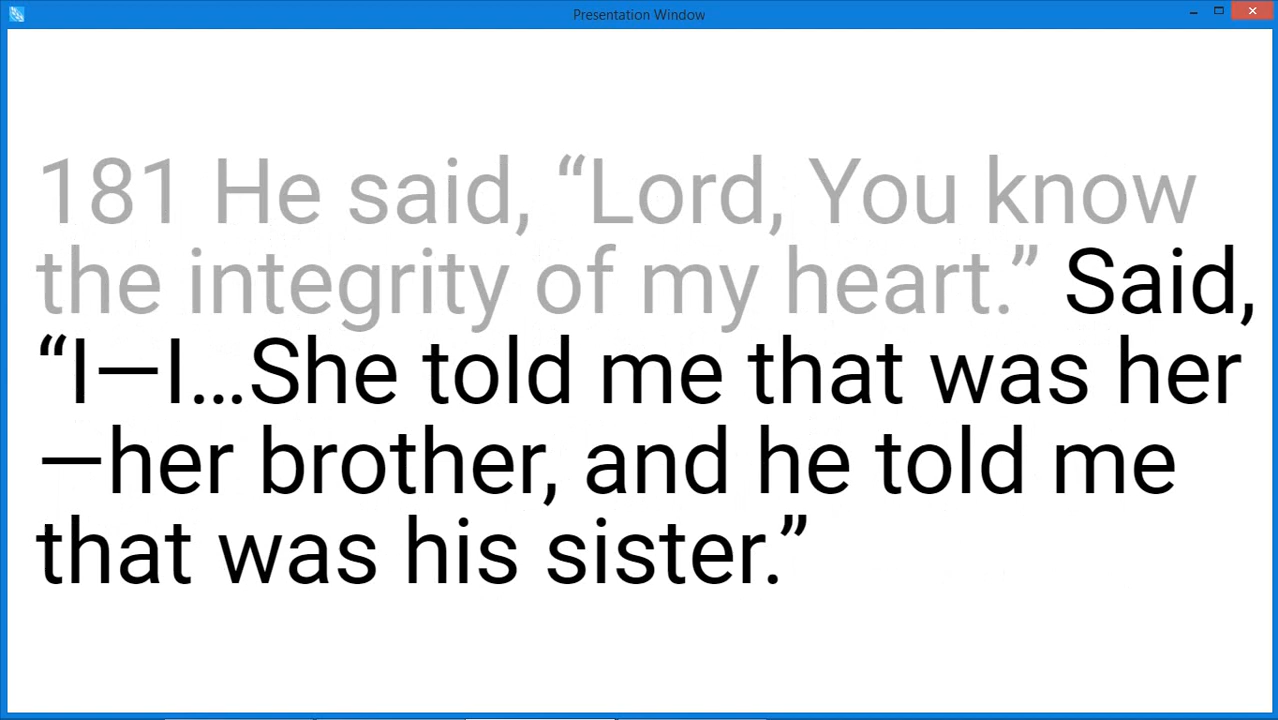 Presentation Window
181 He said, “Lord, You know
the integrity of my heart.” Said,
“I—I...She told me that was her
—her brother, and he told me
that was his sister.”